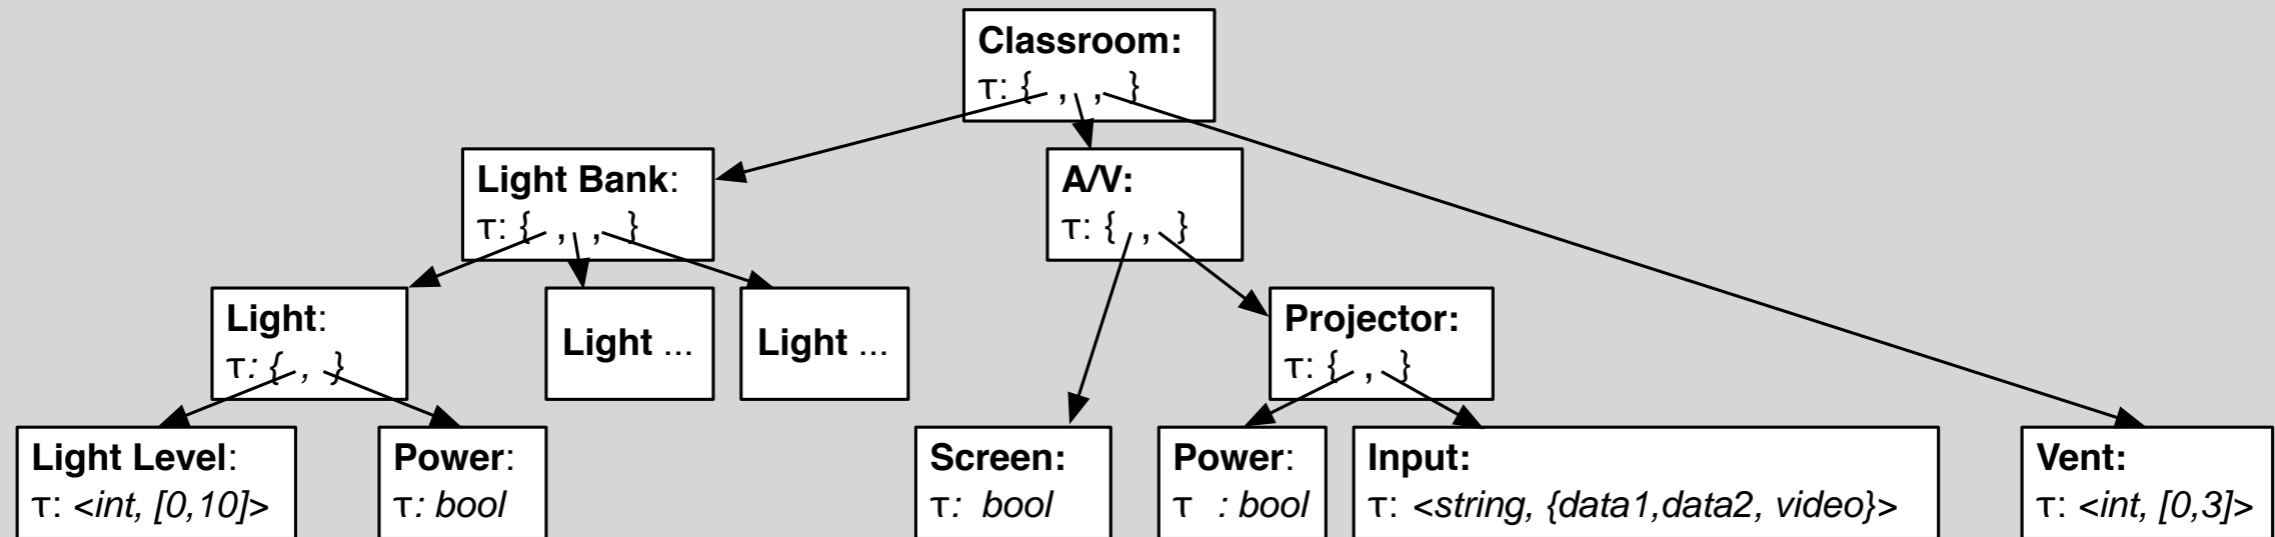 Classroom:
τ: { , , }
Light Bank:
τ: { , , }
A/V:
τ: { , }
Light:
τ: { , }
Light ...
Light ...
Projector:
τ: { , }
Light Level:
τ: <int, [0,10]>
Power:
τ: bool
Screen:
τ: bool
Power:
τ : bool
Input:
τ: <string, {data1,data2, video}>
Vent:
τ: <int, [0,3]>